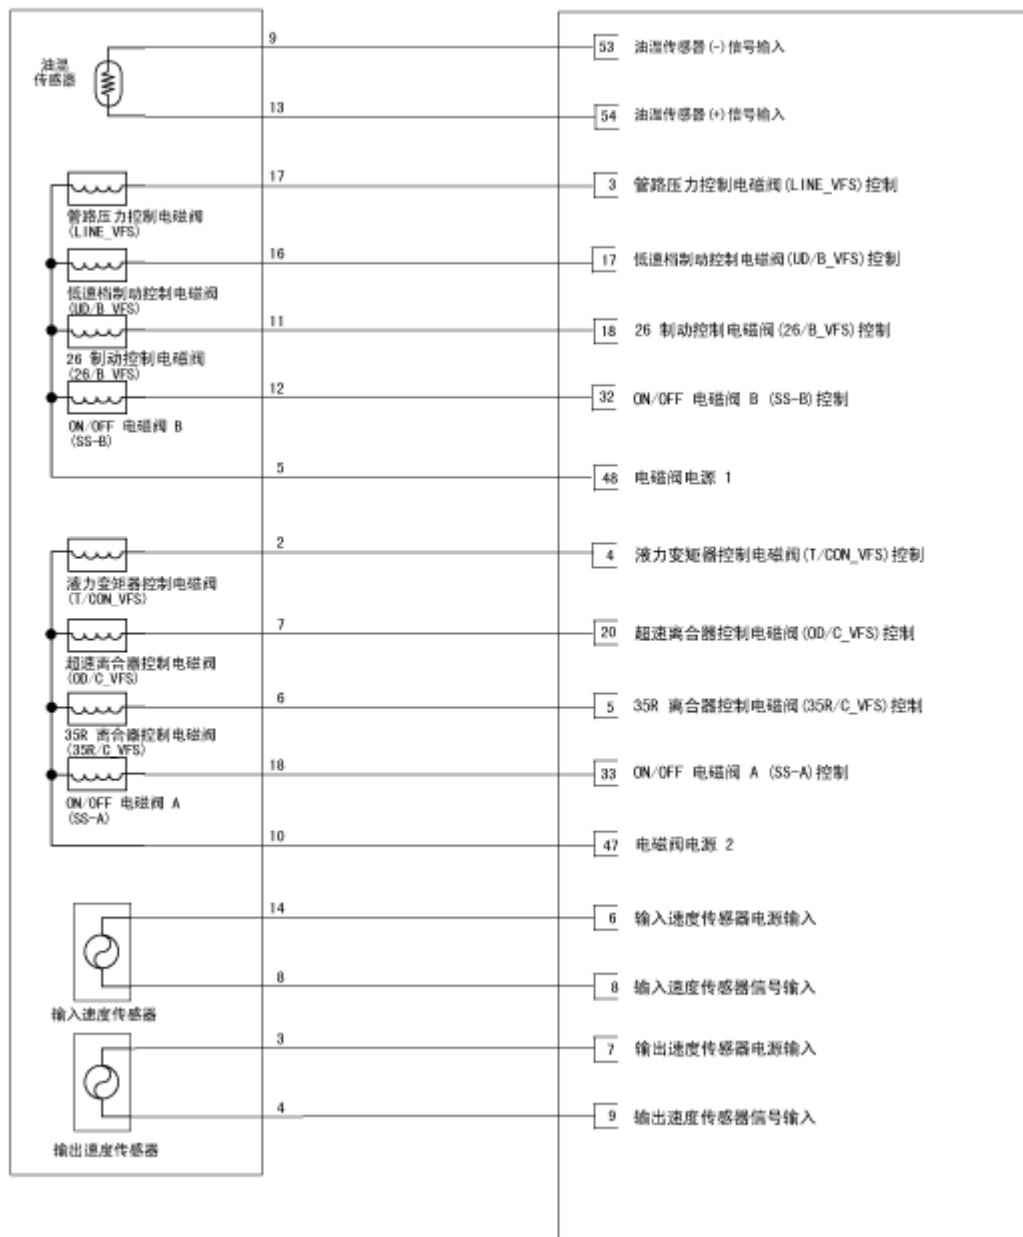 9
53 油温传感器(-)信号输入
油温
传感器
13
54 油温传感器(+)信号输入
17
3 管路压力控制电磁阀(LINE_VFS)控制
管路压力控制电磁阀
(LINE_VFS)
16
17 低速档制动控制电磁阀(UD/B_VFS)控制
低速档制动控制电磁阀
(UD/B_VFS)
11
18 26 制动控制电磁阀(26/B_VFS)控制
26 制动控制电磁阀
(26/B_VFS)
12
32 ON/OFF 电磁阀 B (SS-B)控制
ON/OFF 电磁阀 B
(SS-B)
5
48 电磁阀电源 1
2
4 液力变矩器控制电磁阀(T/CON_VFS)控制
液力变矩器控制电磁阀
(T/CON_VFS)
7
20 超速离合器控制电磁阀(OD/C_VFS)控制
超速离合器控制电磁阀
(OD/C_VFS)
6
5 35R 离合器控制电磁阀(35R/C_VFS)控制
35R 离合器控制电磁阀
(35R/C_VFS)
18
33 ON/OFF 电磁阀 A (SS-A)控制
ON/OFF 电磁阀 A
(SS-A)
10
47 电磁阀电源 2
14
6 输入速度传感器电源输入
8
8 输入速度传感器信号输入
输入速度传感器
3
7 输出速度传感器电源输入
4
9 输出速度传感器信号输入
输出速度传感器